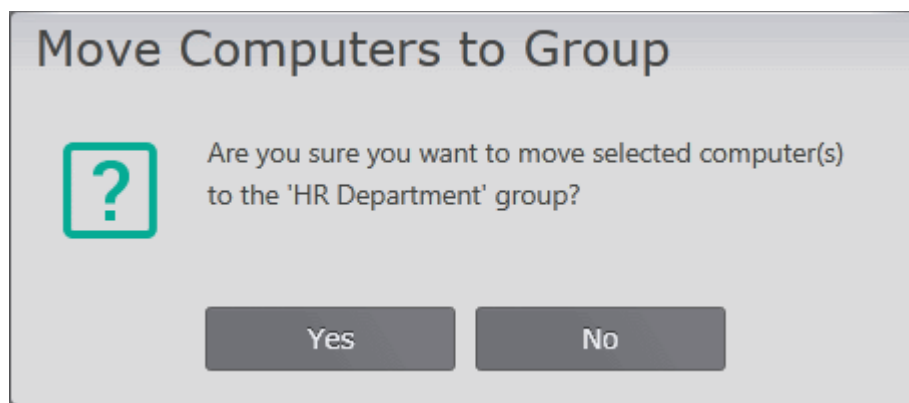 Move Computers to Group
?
Are you sure you want to move selected computer(s)
to the 'HR Department' group?
Yes No